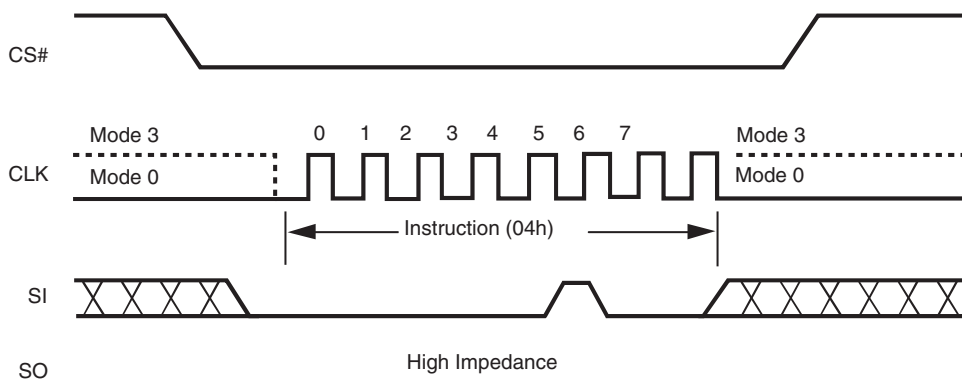 CS#
Mode 3
0 1 2 3 4 5 6 7
Mode 3
CLK
Mode 0
Mode 0
Instruction (04h)
SI
High Impedance
SO